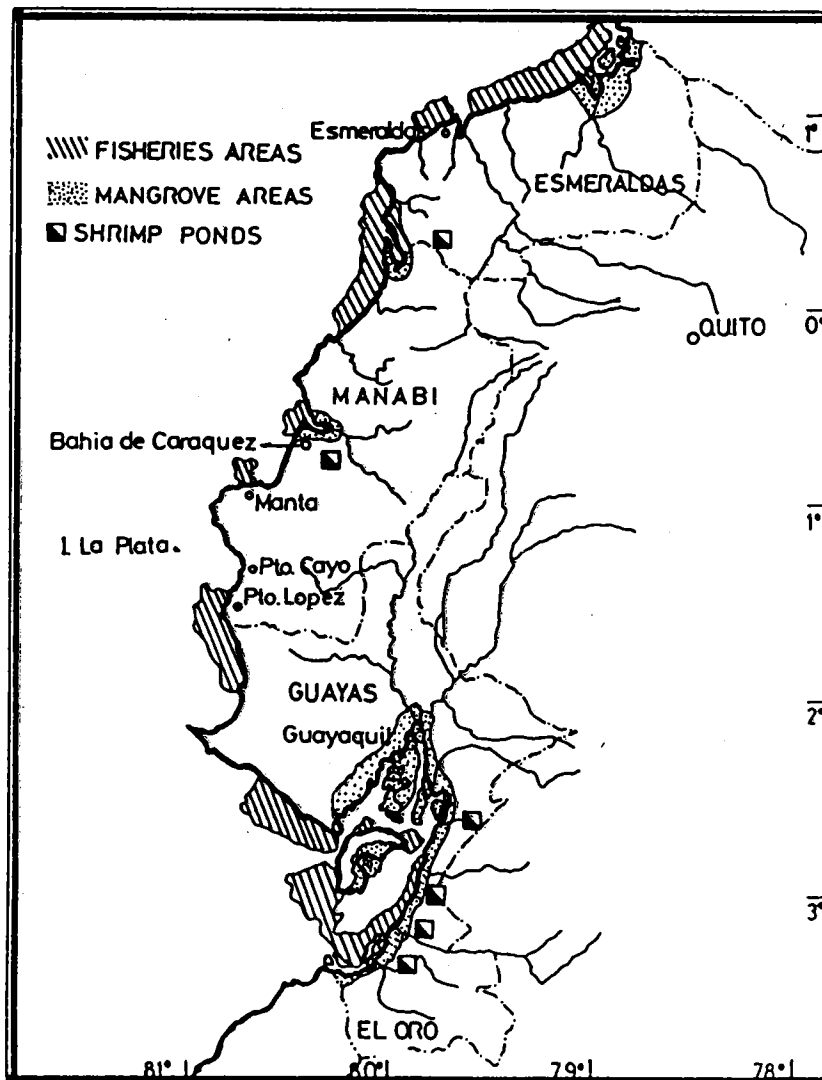 1°
Esmeraldas
FISHERIES AREAS
ESMERALDAS
MANGROVE AREAS
SHRIMP PONDS
0°
QUITO
MANABI
Bahia de Caraquez
Manta
1°
I. La Plata
Pto. Cayo
Pto. Lopez
GUAYAS
2°
Guayaquil
3°
EL ORO
81° 80° 79° 78°